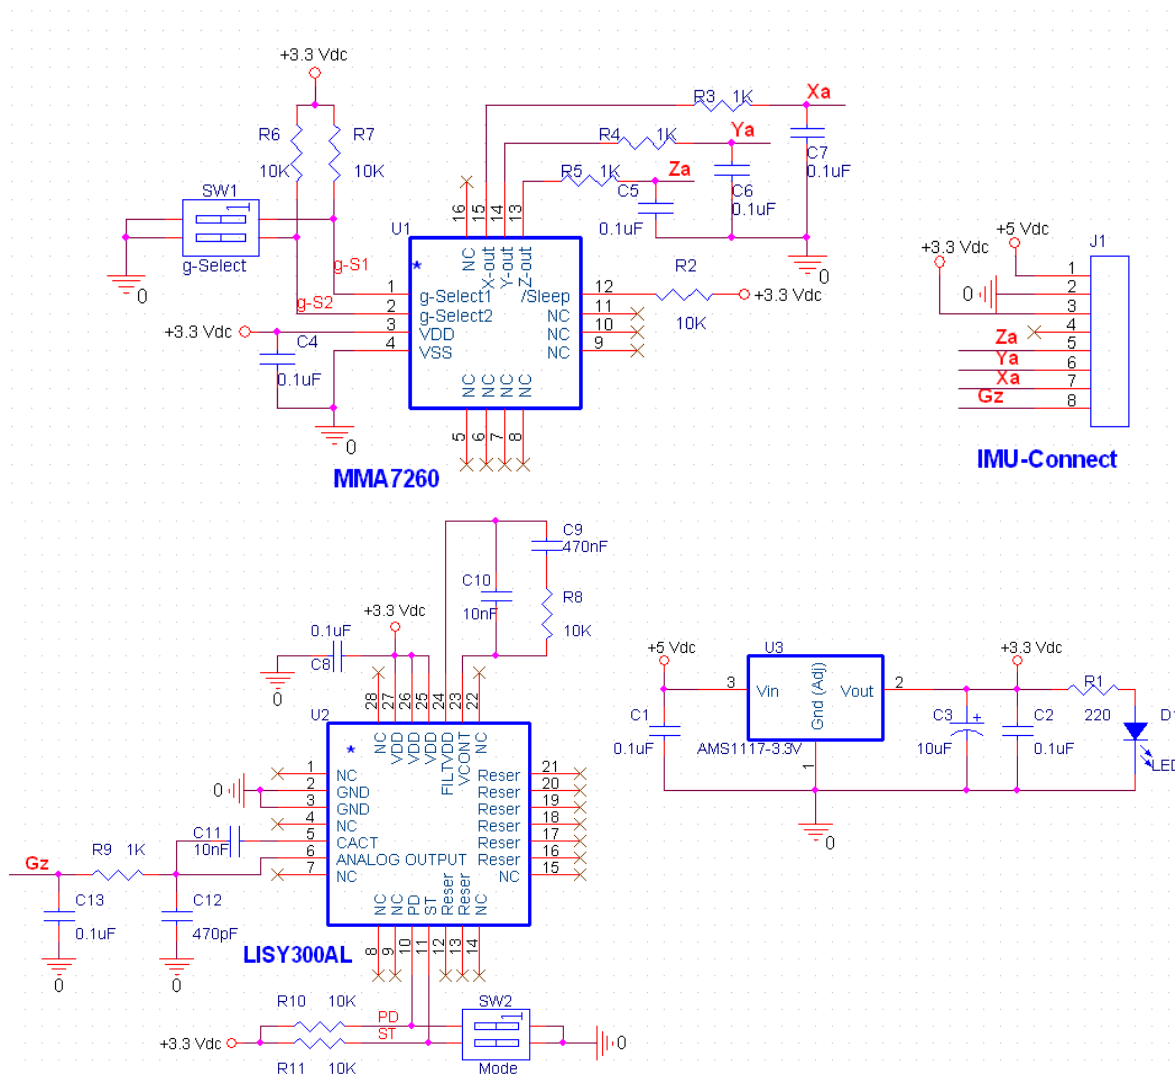 +3.3 Vdc
R6
R7
10K
10K
SW1
1
g-Select
0
g-S1
g-S2
+3.3 Vdc
C4
0.1uF
0
R3 1K
Xa
R4 1K
Ya
R5 1K
Za
C7
0.1uF
C6
0.1uF
C5
0.1uF
0
U1
*
16
15
14
13
NC
X-out
Y-out
Z-out
1
2
3
4
g-Select1
g-Select2
VDD
VSS
/Sleep
NC
NC
NC
12
11
10
9
NC
NC
NC
NC
5
6
7
8
R2
10K
+3.3 Vdc
MMA7260
+5 Vdc
+3.3 Vdc
0
J1
1
2
3
4
5
6
7
8
Za
Ya
Xa
Gz
IMU-Connect
C9
470nF
C10
10nF
R8
10K
+3.3 Vdc
0.1uF
C8
0
U2
*
28
27
26
25
24
23
22
NC
VDD
VDD
VDD
FILTVDD
VCONT
NC
1
2
3
4
5
6
7
NC
GND
GND
NC
CACT
ANALOG OUTPUT
NC
Reser
Reser
Reser
Reser
Reser
Reser
NC
21
20
19
18
17
16
15
NC
NC
PD
ST
Reser
Reser
NC
8
9
10
11
12
13
14
0
C11
10nF
R9 1K
Gz
C13
0.1uF
0
C12
470pF
0
LISY300AL
R10 10K
PD
ST
+3.3 Vdc
R11 10K
SW2
1
Mode
0
+5 Vdc
U3
+3.3 Vdc
3
Vin
Gnd (Adj)
Vout
2
1
AMS1117-3.3V
C1
0.1uF
C3
+
10uF
C2
0.1uF
R1
220
D1
LED
0